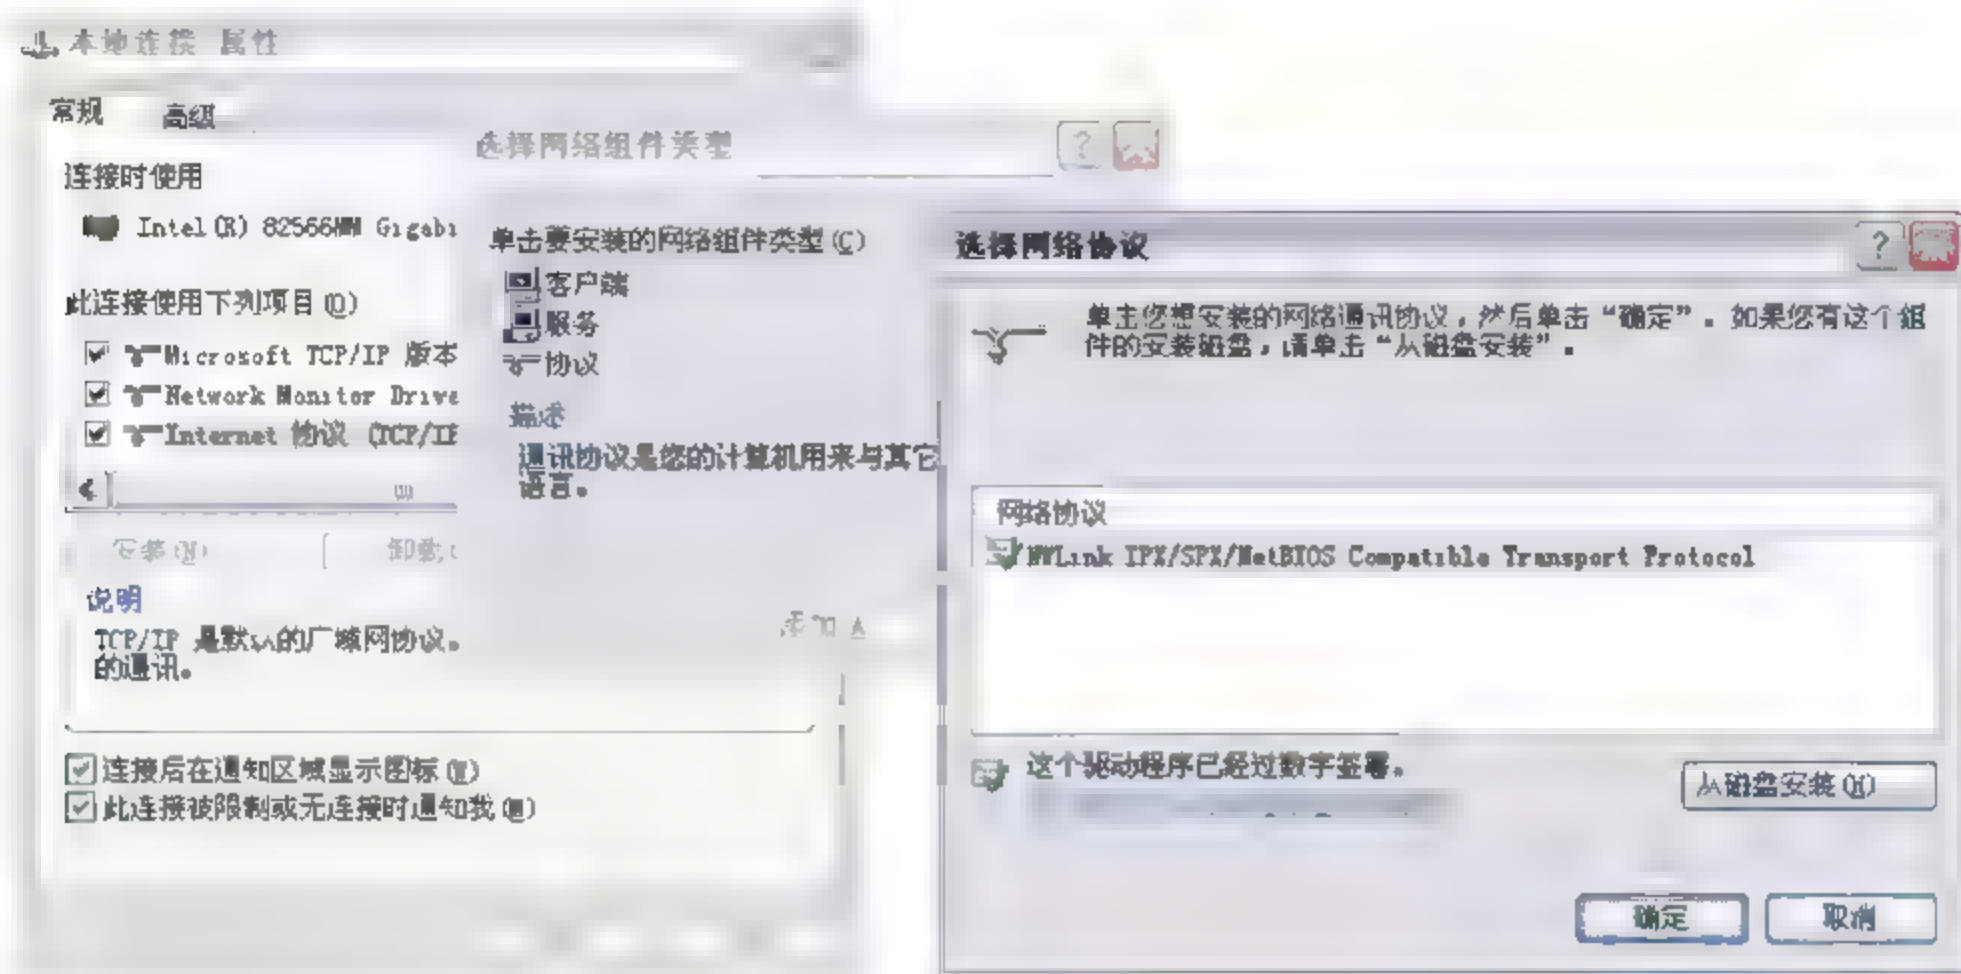 本地连接 属性
常规 高级
连接时使用
Intel(R) 82566MM Gigabi
此连接使用下列项目(O)
Microsoft TCP/IP 版本
Network Monitor Drive
Internet 协议 (TCP/IP
安装(N) 卸载(
说明
TCP/IP 是默认的广域网协议。
的通讯。
连接后在通知区域显示图标(W)
此连接被限制或无连接时通知我(M)
选择网络组件类型
单击要安装的网络组件类型(C)
客户端
服务
协议
描述
通讯协议是您的计算机用来与其它
语言。
添加 A
选择网络协议
单击您想安装的网络通讯协议，然后单击“确定”。如果您有这个组
件的安装磁盘，请单击“从磁盘安装”。
网络协议
NWLink IPX/SPX/NetBIOS Compatible Transport Protocol
这个驱动程序已经过数字签署。
从磁盘安装(H)
确定 取消